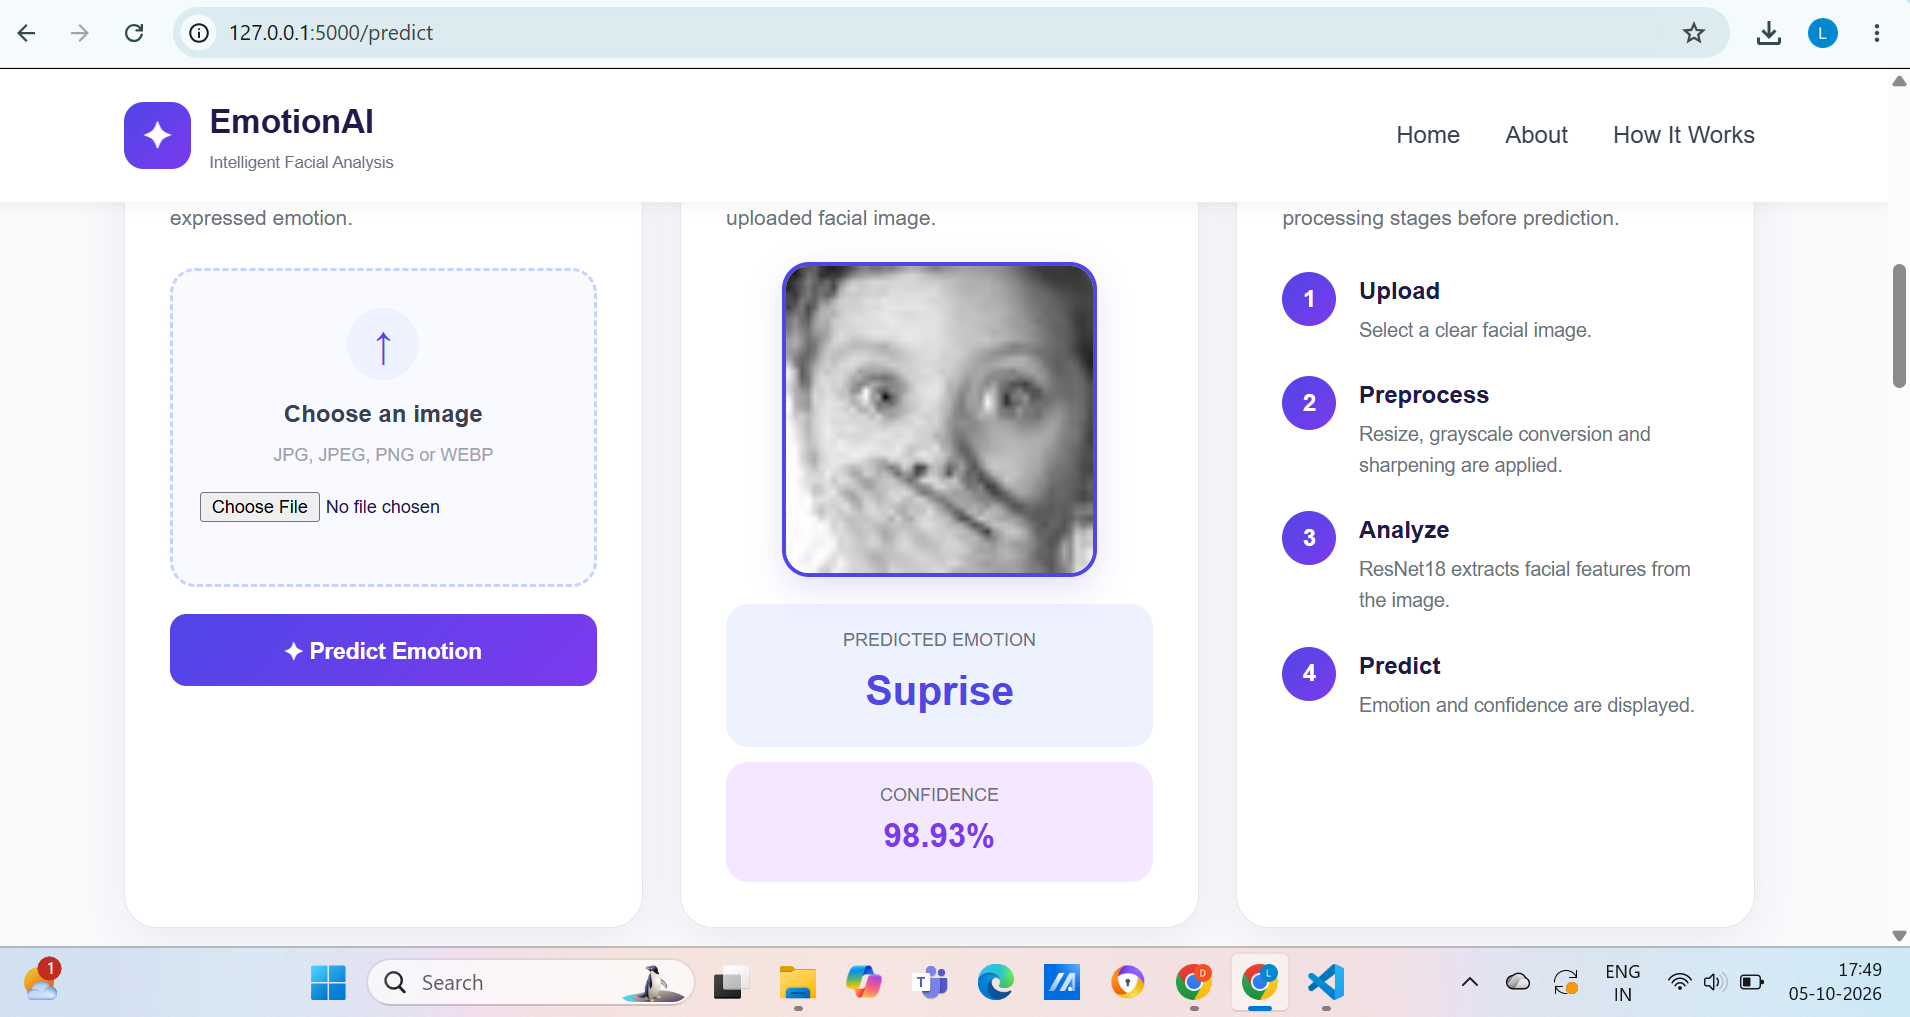 127.0.0.1:5000/predict
L
EmotionAI
Intelligent Facial Analysis
Home
About
How It Works
expressed emotion.
↑
Choose an image
JPG, JPEG, PNG or WEBP
Choose File No file chosen
✦ Predict Emotion
uploaded facial image.
PREDICTED EMOTION
Suprise
CONFIDENCE
98.93%
processing stages before prediction.
1
Upload
Select a clear facial image.
2
Preprocess
Resize, grayscale conversion and
sharpening are applied.
3
Analyze
ResNet18 extracts facial features from
the image.
4
Predict
Emotion and confidence are displayed.
1
Search
T
D
L
ENG
IN
17:49
05-10-2026